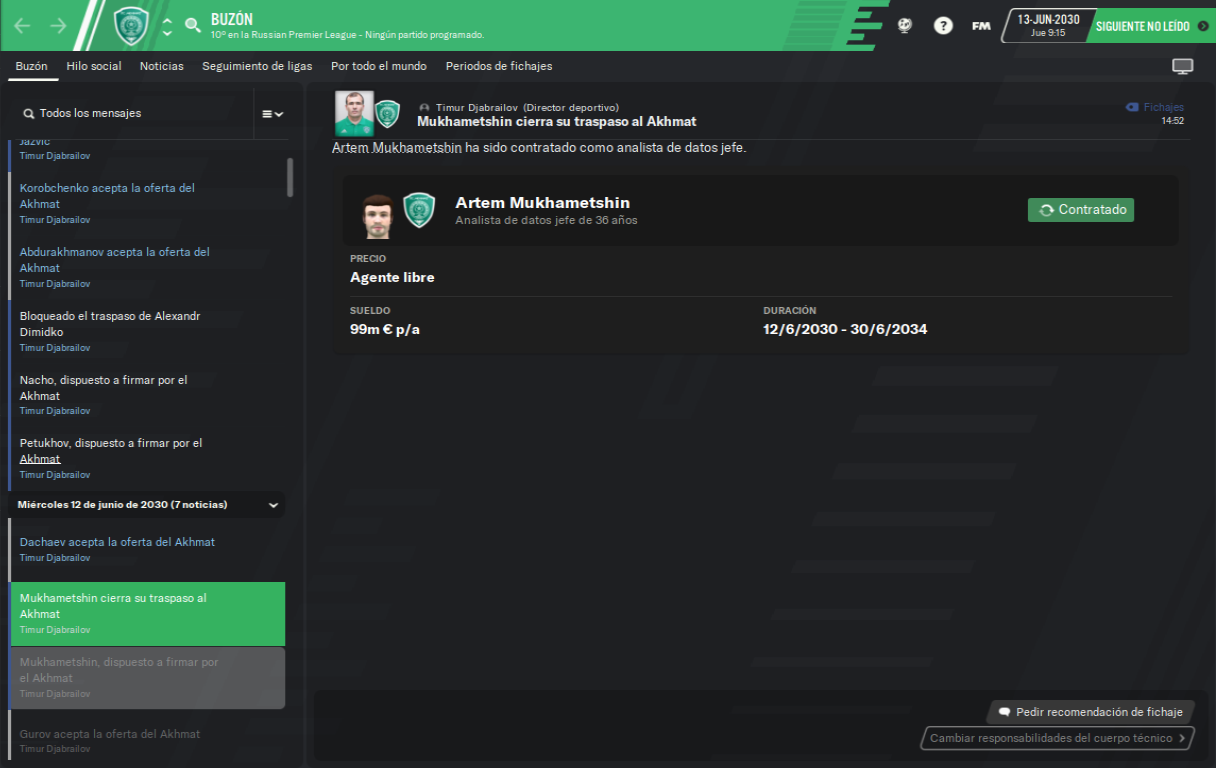 BUZÓN
10º en la Russian Premier League - Ningún partido programado.
?
FM
13-JUN-2030
Jue 9:15
SIGUIENTE NO LEÍDO
Buzón
Hilo social
Noticias
Seguimiento de ligas
Por todo el mundo
Periodos de fichajes
Todos los mensajes
Jazvic
Timur Djabrailov
Korobchenko acepta la oferta del
Akhmat
Timur Djabrailov
Abdurakhmanov acepta la oferta del
Akhmat
Timur Djabrailov
Bloqueado el traspaso de Alexandr
Dimidko
Timur Djabrailov
Nacho, dispuesto a firmar por el
Akhmat
Timur Djabrailov
Petukhov, dispuesto a firmar por el
Akhmat
Timur Djabrailov
Miércoles 12 de junio de 2030 (7 noticias)
Dachaev acepta la oferta del Akhmat
Timur Djabrailov
Mukhametshin cierra su traspaso al
Akhmat
Timur Djabrailov
Mukhametshin, dispuesto a firmar por
el Akhmat
Timur Djabrailov
Gurov acepta la oferta del Akhmat
Timur Djabrailov
Timur Djabrailov (Director deportivo)
Mukhametshin cierra su traspaso al Akhmat
Fichajes
14:52
Artem Mukhametshin ha sido contratado como analista de datos jefe.
Artem Mukhametshin
Analista de datos jefe de 36 años
Contratado
PRECIO
Agente libre
SUELDO
99m € p/a
DURACIÓN
12/6/2030 - 30/6/2034
Pedir recomendación de fichaje
Cambiar responsabilidades del cuerpo técnico